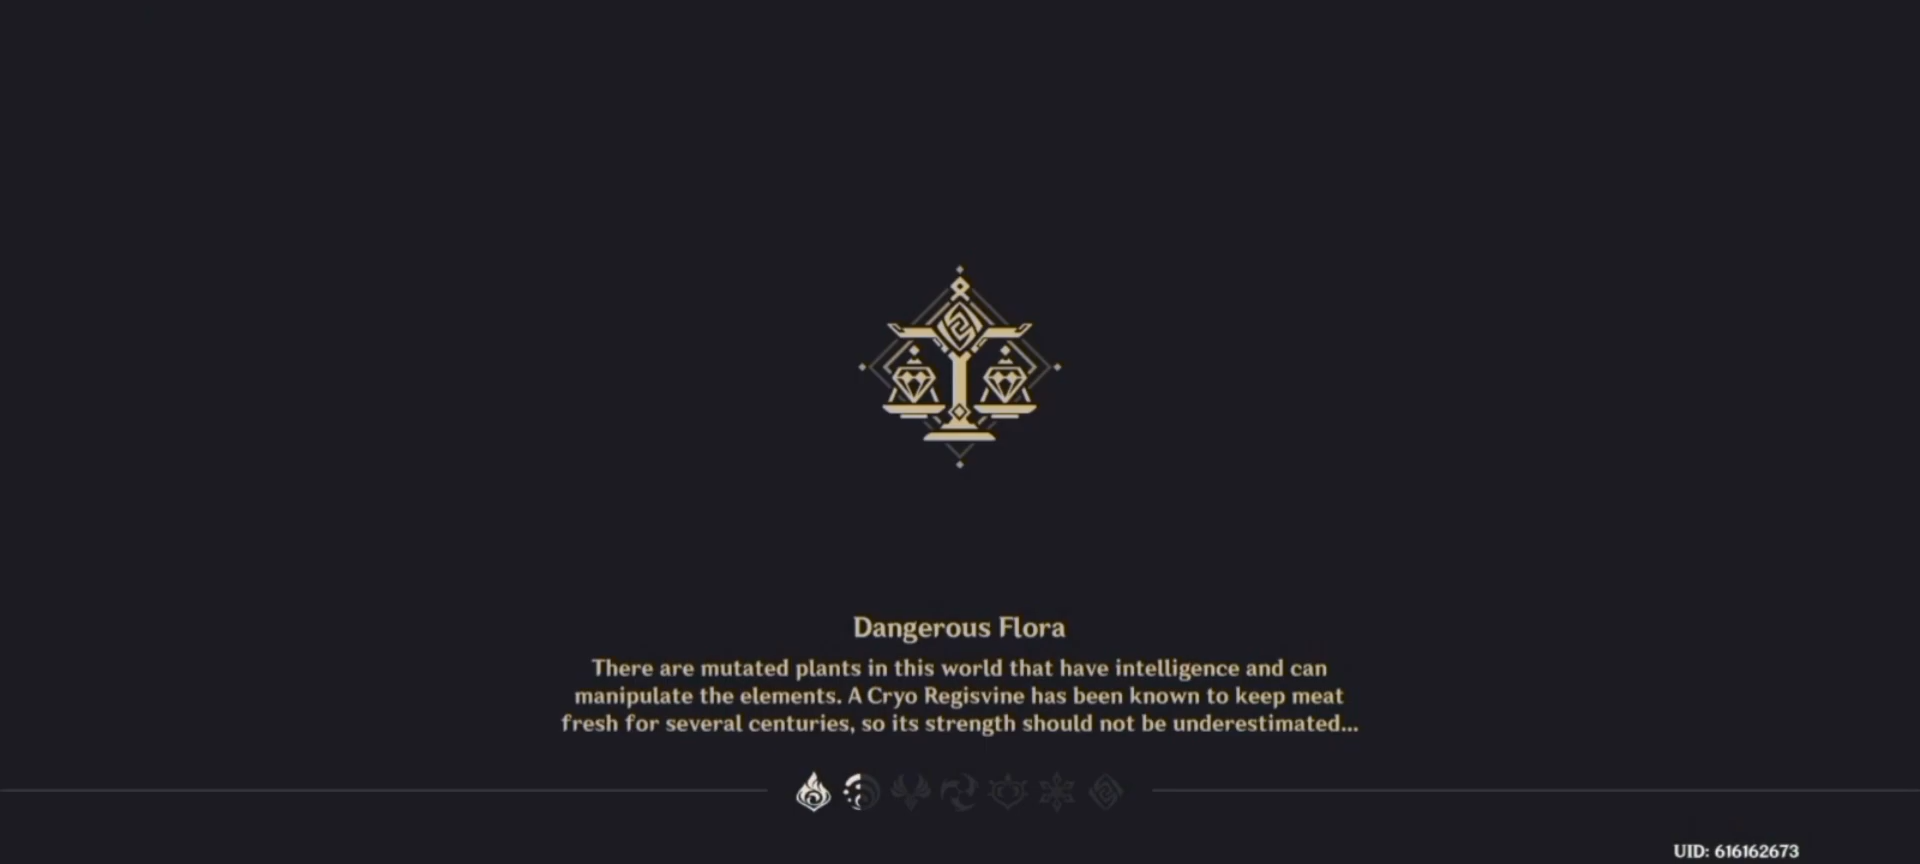 Dangerous Flora
There are mutated plants in this world that have intelligence and can
manipulate the elements. A Cryo Regisvine has been known to keep meat
fresh for several centuries, so its strength should not be underestimated...
UID: 616162673